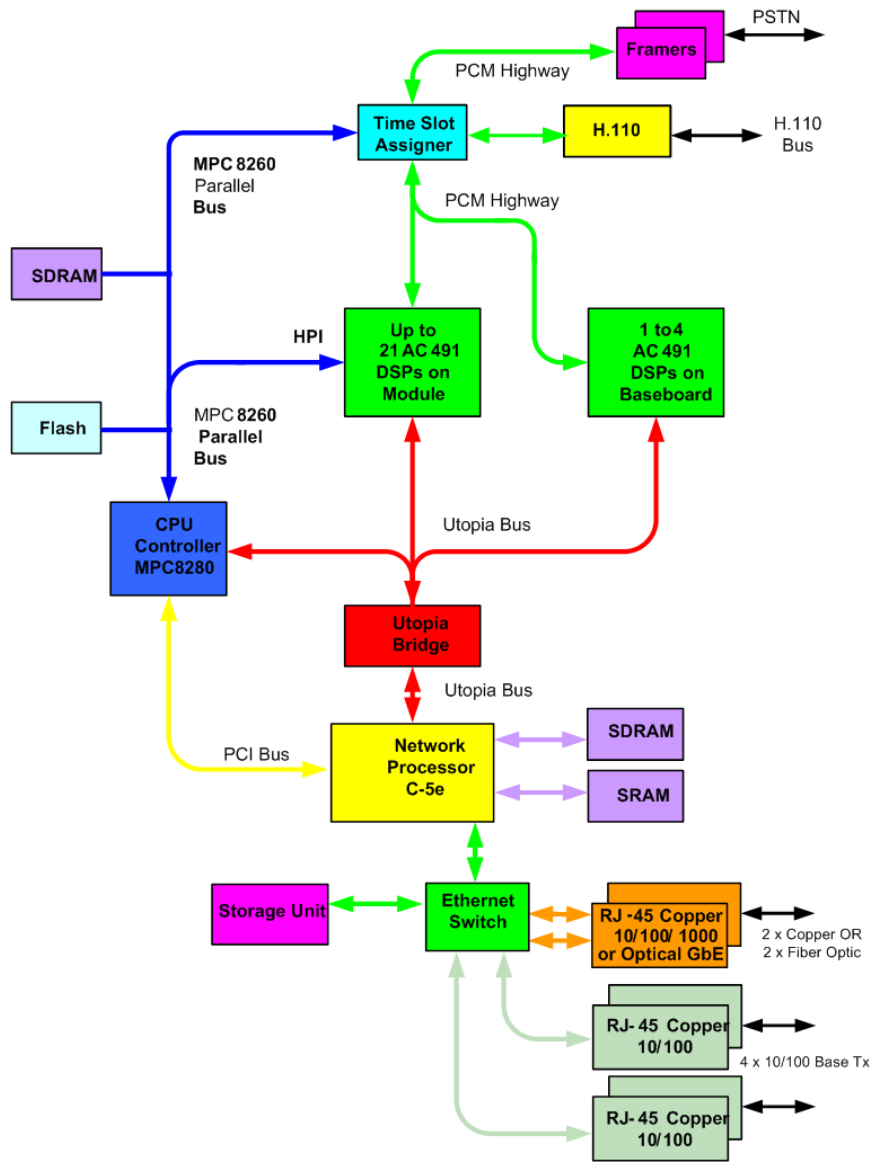 PSTN
Framers
PCM Highway
Time Slot
Assigner
H.110
H.110
Bus
MPC 8260
Parallel
Bus
PCM Highway
SDRAM
HPI
Up to
21 AC 491
DSPs on
Module
1 to 4
AC 491
DSPs on
Baseboard
Flash
MPC 8260
Parallel
Bus
CPU
Controller
MPC8280
Utopia Bus
Utopia
Bridge
Utopia Bus
PCI Bus
Network
Processor
C-5e
SDRAM
SRAM
Storage Unit
Ethernet
Switch
RJ -45 Copper
10/100/ 1000
or Optical GbE
2 x Copper OR
2 x Fiber Optic
RJ- 45 Copper
10/100
4 x 10/100 Base Tx
RJ- 45 Copper
10/100